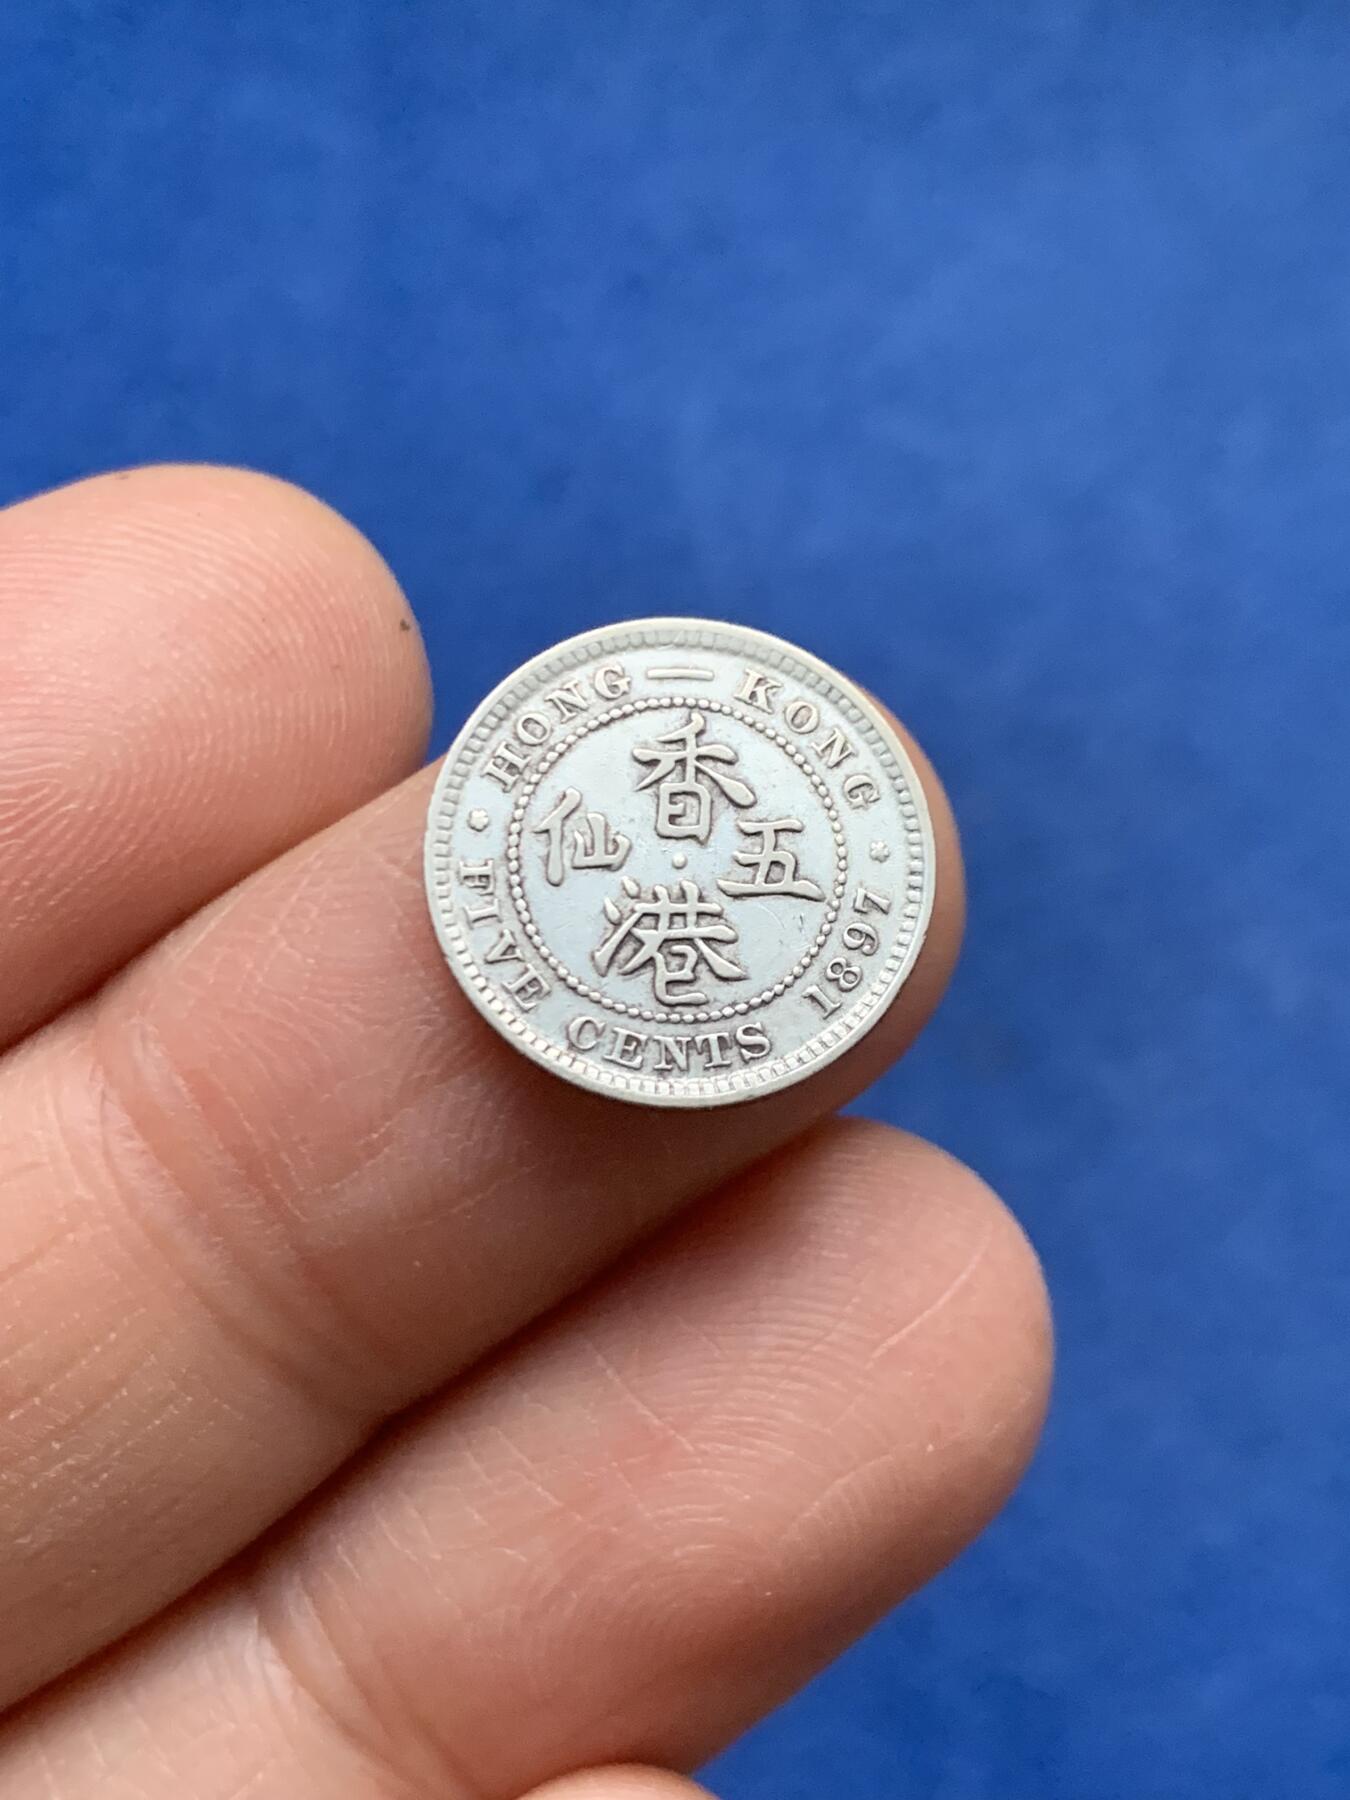 HONG — KONG
香港
五仙
FIVE CENTS 1897